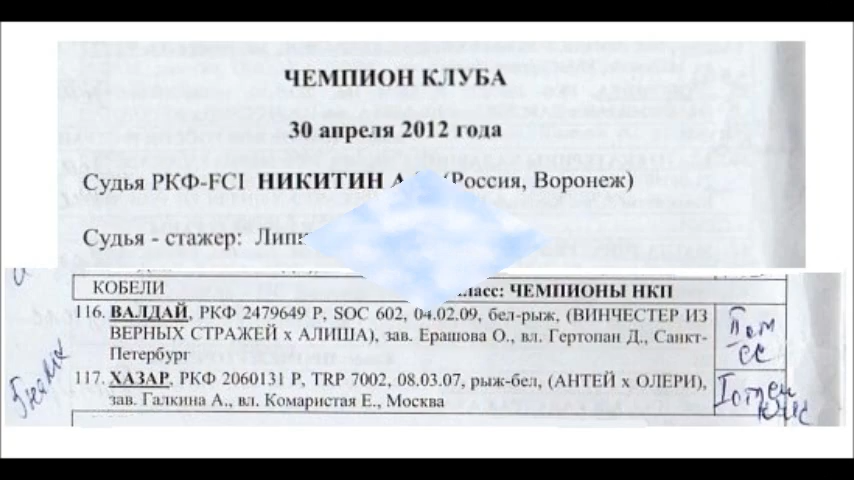 ЧЕМПИОН КЛУБА
30 апреля 2012 года
Судья РКФ-FCI НИКИТИН (Россия, Воронеж)
Судья - стажер:
КОБЕЛИ ЧЕМПИОНЫ НКП
116. ВАЛДАЙ, РКФ 2479649 Р, SOC 602, 04.02.09, бел-рыж, (ВИНЧЕСТЕР ИЗ
ВЕРНЫХ СТРАЖЕЙ х АЛИША), зав. Ерашова О., вл. Гертопан Д., Санкт-
Петербург
117. ХАЗАР, РКФ 2060131 Р, TRP 7002, 08.03.07, рыж-бел, (АНТЕЙ х ОЛЕРИ),
зав. Галкина А., вл. Комаристая Е., Москва